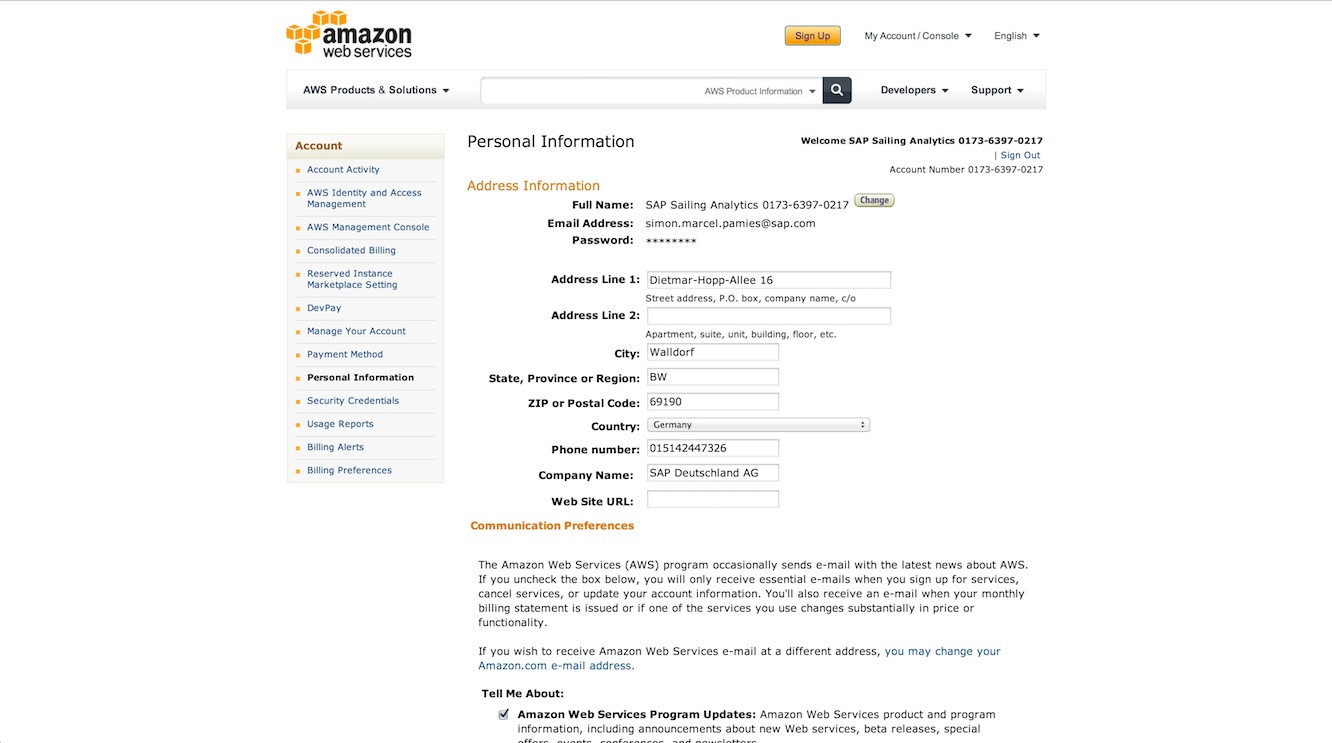 amazon
web services
Sign Up
My Account / Console
English
AWS Products & Solutions
AWS Product Information
Developers
Support
Account
Account Activity
AWS Identity and Access
Management
AWS Management Console
Consolidated Billing
Reserved Instance
Marketplace Setting
DevPay
Manage Your Account
Payment Method
Personal Information
Security Credentials
Usage Reports
Billing Alerts
Billing Preferences
Personal Information
Welcome SAP Sailing Analytics 0173-6397-0217
| Sign Out
Account Number 0173-6397-0217
Address Information
Full Name: SAP Sailing Analytics 0173-6397-0217 Change
Email Address: simon.marcel.pamies@sap.com
Password: ********
Address Line 1: Dietmar-Hopp-Allee 16
Street address, P.O. box, company name, c/o
Address Line 2:
Apartment, suite, unit, building, floor, etc.
City: Walldorf
State, Province or Region: BW
ZIP or Postal Code: 69190
Country: Germany
Phone number: 015142447326
Company Name: SAP Deutschland AG
Web Site URL:
Communication Preferences
The Amazon Web Services (AWS) program occasionally sends e-mail with the latest news about AWS.
If you uncheck the box below, you will only receive essential e-mails when you sign up for services,
cancel services, or update your account information. You'll also receive an e-mail when your monthly
billing statement is issued or if one of the services you use changes substantially in price or
functionality.
If you wish to receive Amazon Web Services e-mail at a different address, you may change your
Amazon.com e-mail address.
Tell Me About:
Amazon Web Services Program Updates: Amazon Web Services product and program
information, including announcements about new Web services, beta releases, special
offers, events, conferences, and newsletters.